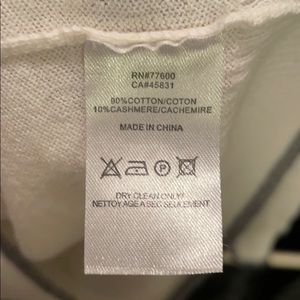 RN#77600
CA#45831
90%COTTON/COTON
10%CASHMERE/CACHEMIRE
MADE IN CHINA
DRY CLEAN ONLY/
NETTOYAGE A SEC SEULEMENT